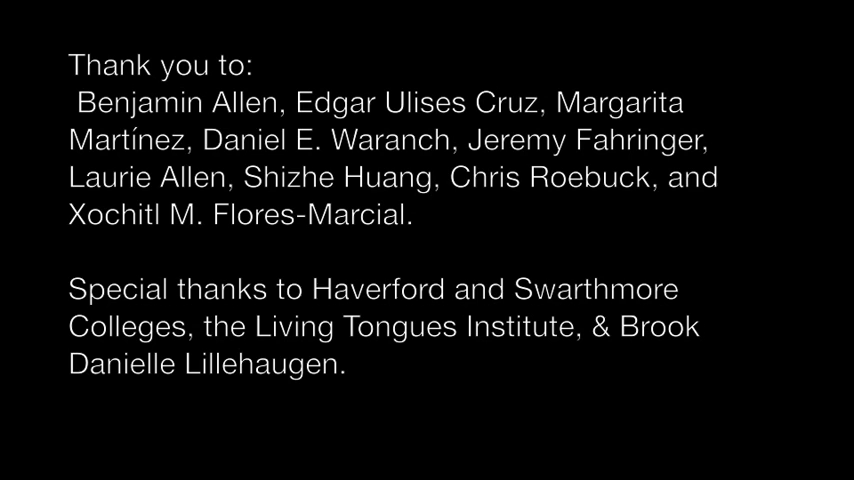 Thank you to:
Benjamin Allen, Edgar Ulises Cruz, Margarita
Martínez, Daniel E. Waranch, Jeremy Fahringer,
Laurie Allen, Shizhe Huang, Chris Roebuck, and
Xochitl M. Flores-Marcial.
Special thanks to Haverford and Swarthmore
Colleges, the Living Tongues Institute, & Brook
Danielle Lillehaugen.